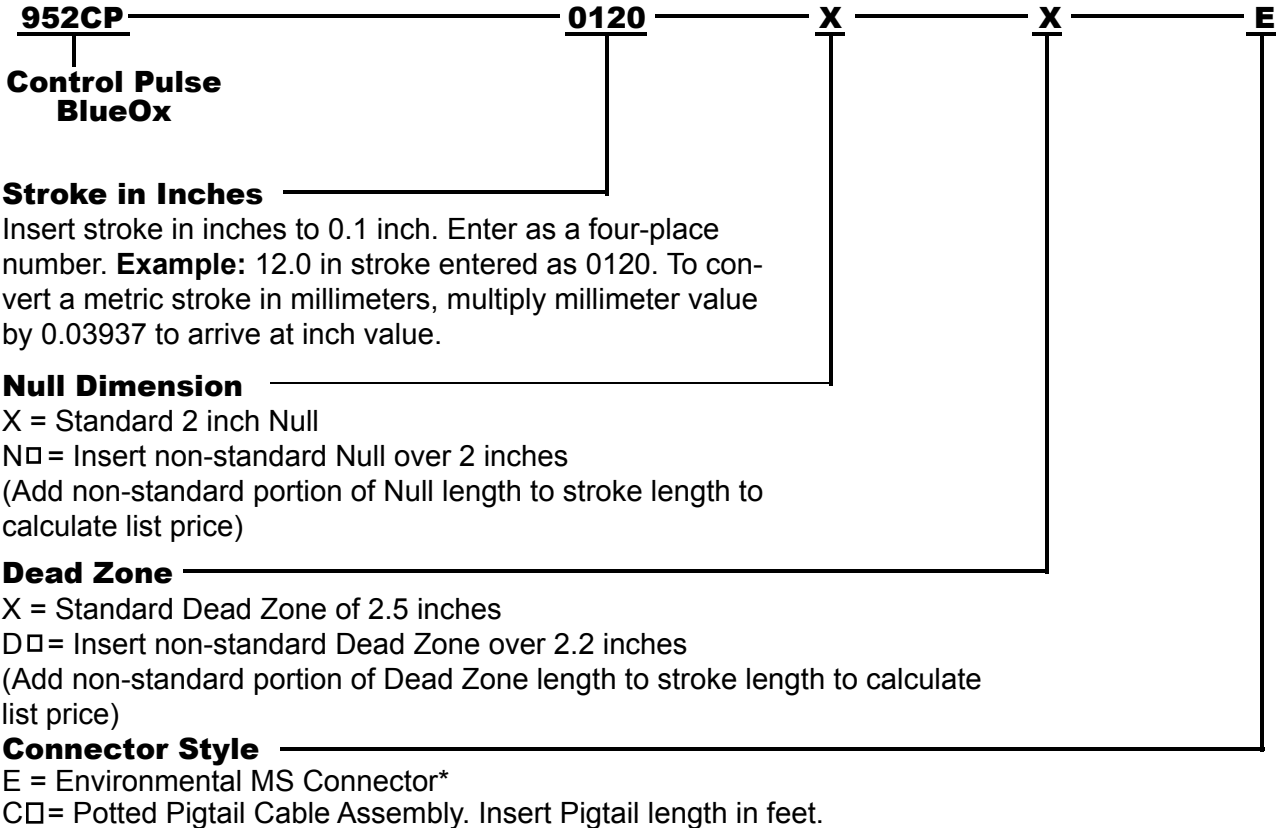 952CP 0120 X X E
Control Pulse
BlueOx
Stroke in Inches
Insert stroke in inches to 0.1 inch. Enter as a four-place
number. Example: 12.0 in stroke entered as 0120. To con-
vert a metric stroke in millimeters, multiply millimeter value
by 0.03937 to arrive at inch value.
Null Dimension
X = Standard 2 inch Null
N□= Insert non-standard Null over 2 inches
(Add non-standard portion of Null length to stroke length to
calculate list price)
Dead Zone
X = Standard Dead Zone of 2.5 inches
D□= Insert non-standard Dead Zone over 2.2 inches
(Add non-standard portion of Dead Zone length to stroke length to calculate
list price)
Connector Style
E = Environmental MS Connector*
C□= Potted Pigtail Cable Assembly. Insert Pigtail length in feet.